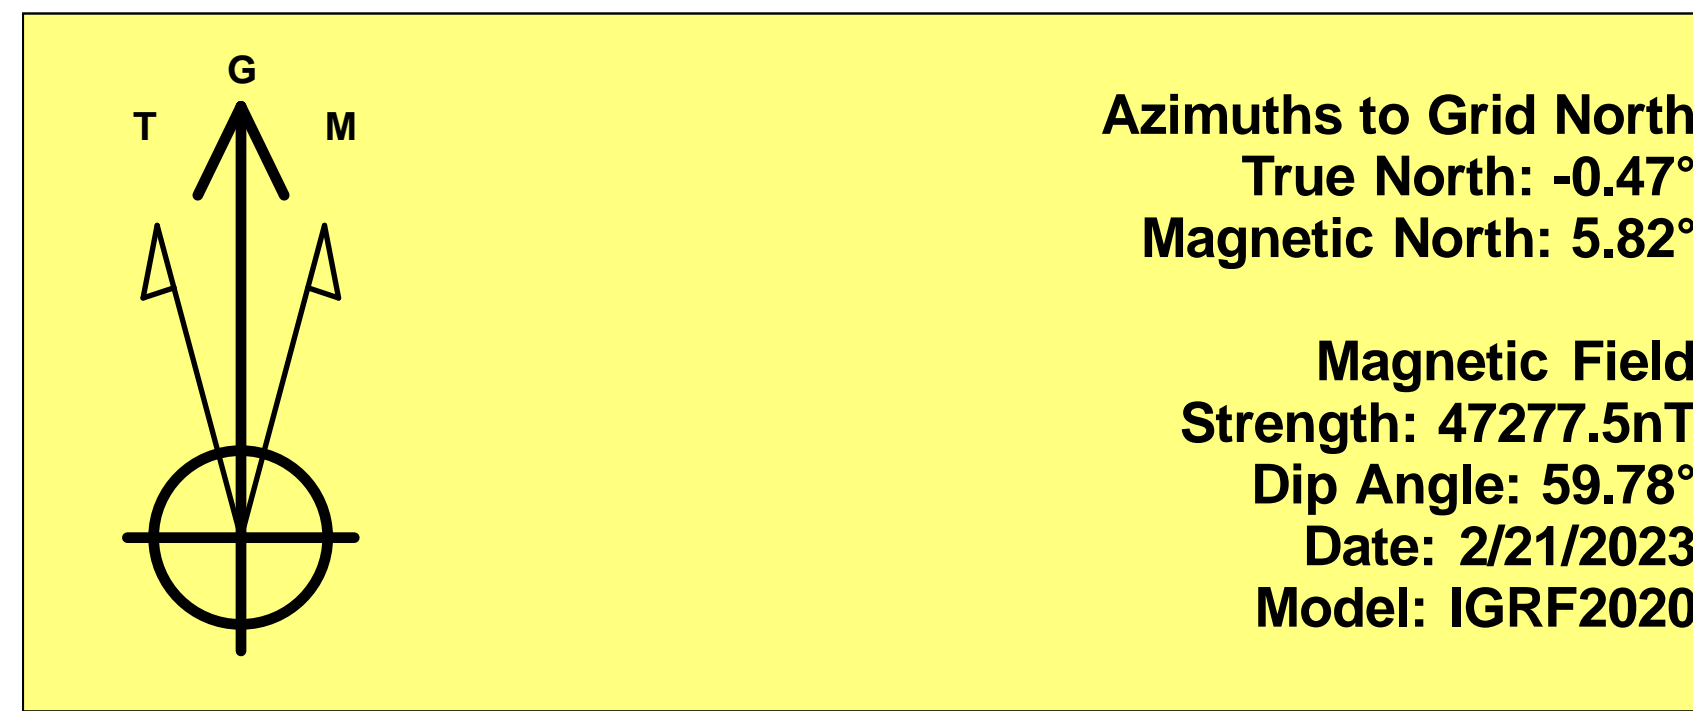 G
T M
Azimuths to Grid North
True North: -0.47°
Magnetic North: 5.82°
Magnetic Field
Strength: 47277.5nT
Dip Angle: 59.78°
Date: 2/21/2023
Model: IGRF2020